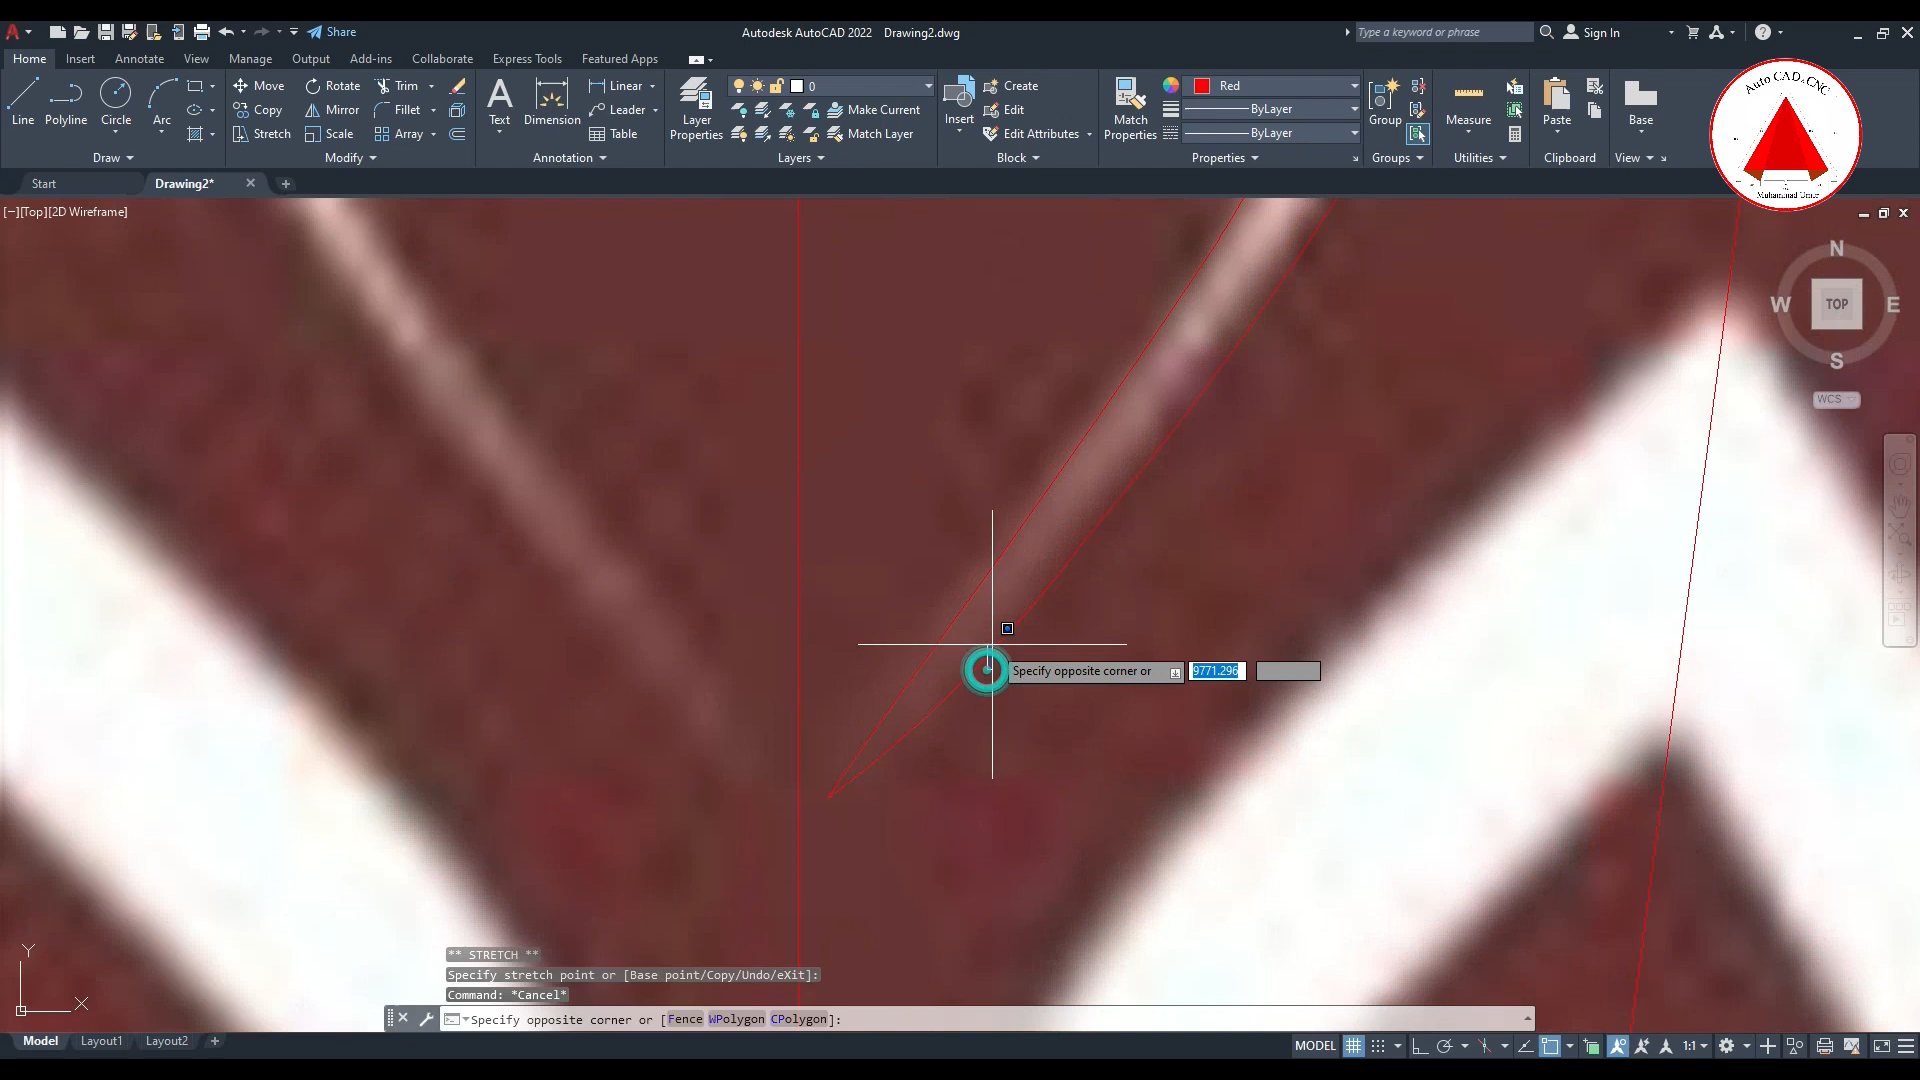 Share
Autodesk AutoCAD 2022 Drawing2.dwg
Type a keyword or phrase
Sign In
Home Insert Annotate View Manage Output Add-ins Collaborate Express Tools Featured Apps
Line Polyline Circle Arc
Move Rotate Trim
Copy Mirror Fillet
Stretch Scale Array
Text Dimension
Linear
Leader
Table
Layer Properties
0
Make Current
Match Layer
Insert
Create
Edit
Edit Attributes
Match Properties
Red
ByLayer
ByLayer
Group
Measure
Paste
Base
Draw Modify Annotation Layers Block Properties Groups Utilities Clipboard View
Auto CAD & CNC
Muhammad Umer
Start Drawing2*
[−][Top][2D Wireframe]
N
W TOP E
S
WCS
Specify opposite corner or 9771.296
Y
X
** STRETCH **
Specify stretch point or [Base point/Copy/Undo/eXit]:
Command: *Cancel*
Specify opposite corner or [Fence WPolygon CPolygon]:
Model Layout1 Layout2
MODEL 1:1